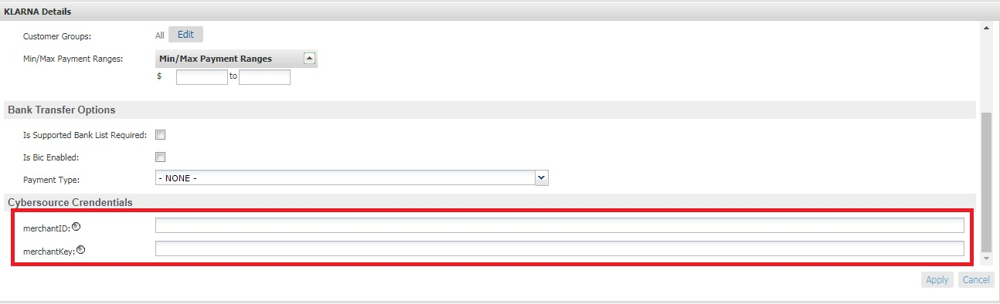 KLARNA Details
Customer Groups: All Edit
Min/Max Payment Ranges: Min/Max Payment Ranges
$ to
Bank Transfer Options
Is Supported Bank List Required:
Is Bic Enabled:
Payment Type: - NONE -
Cybersource Crendentials
merchantID:
merchantKey:
Apply Cancel